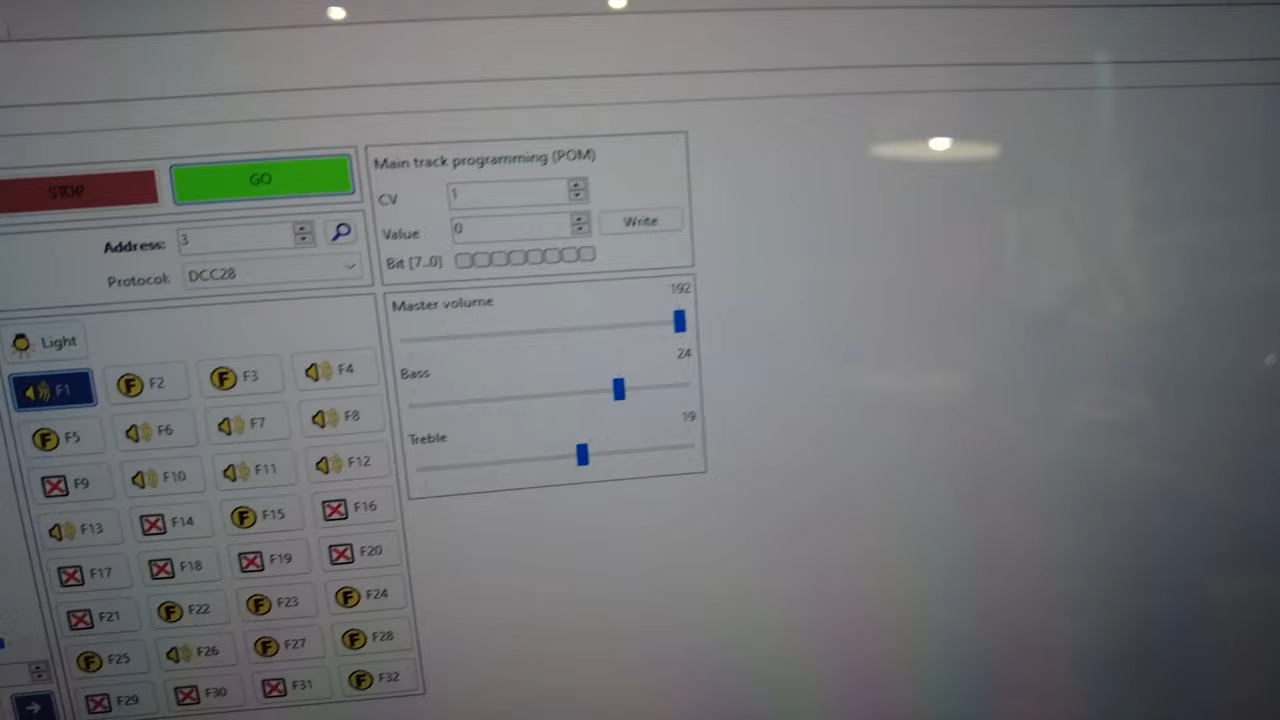 STOP
GO
Address:
3
Protocol:
DCC28
Light
F1
F2
F3
F4
F5
F6
F7
F8
F9
F10
F11
F12
F13
F14
F15
F16
F17
F18
F19
F20
F21
F22
F23
F24
F25
F26
F27
F28
F29
F30
F31
F32
Main track programming (POM)
CV
1
Value
0
Write
Bit [7..0]
Master volume
192
Bass
24
Treble
19